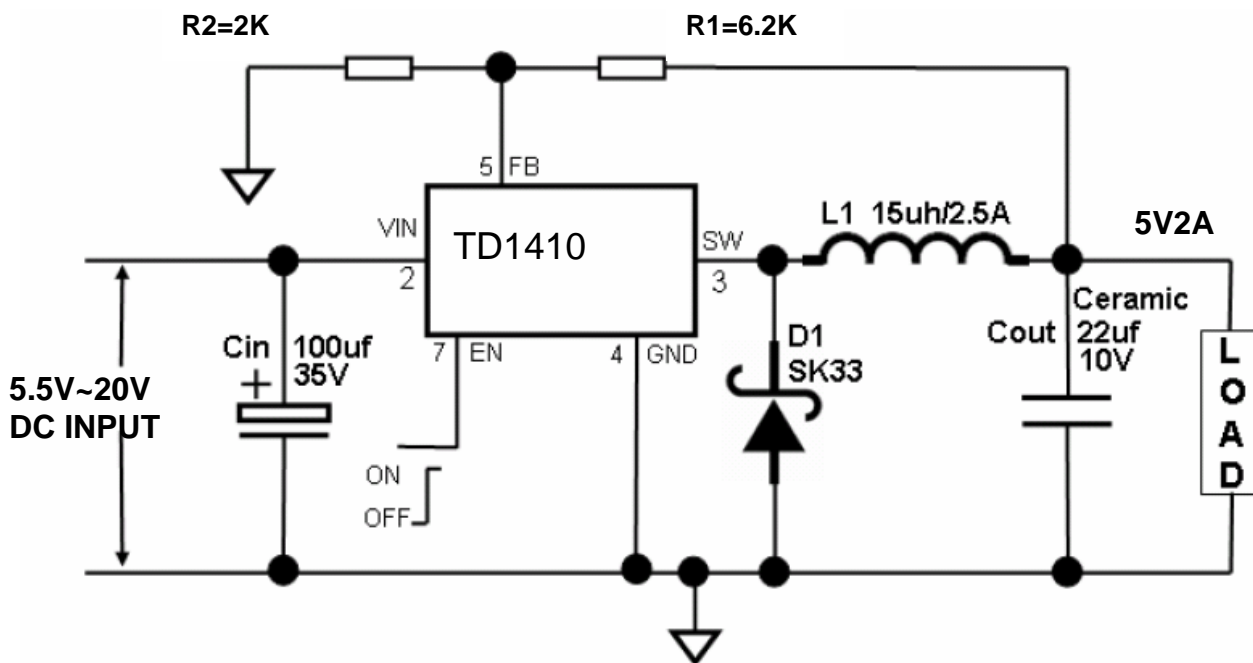 R2=2K
R1=6.2K
5 FB
VIN
2
TD1410
SW
3
L1 15uh/2.5A
5V2A
7 EN
4 GND
Cin 100uf
35V
+
5.5V~20V
DC INPUT
ON
OFF
D1
SK33
Ceramic
Cout 22uf
10V
L
O
A
D